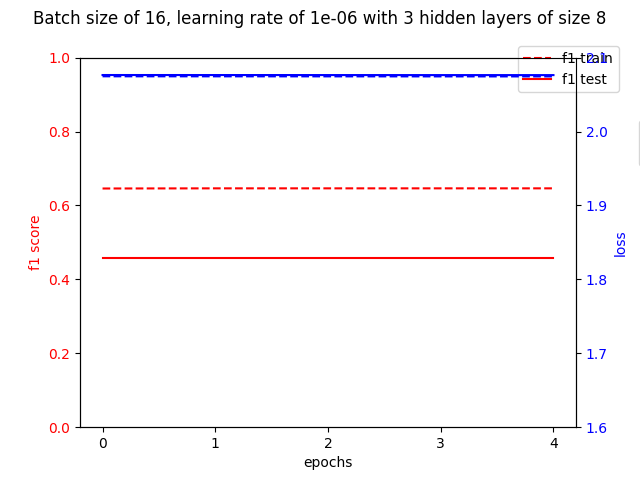 Batch size of 16, learning rate of 1e-06 with 3 hidden layers of size 8
f1 train
f1 test
1.0
0.8
0.6
0.4
0.2
0.0
f1 score
2.1
2.0
1.9
1.8
1.7
1.6
loss
0 1 2 3 4
epochs